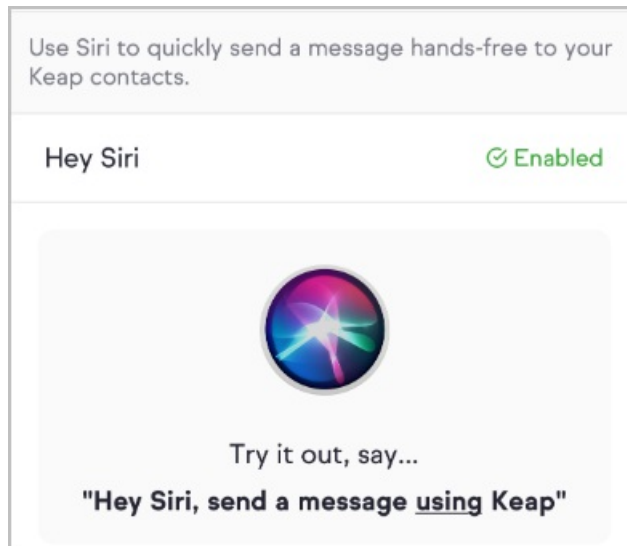 Use Siri to quickly send a message hands-free to your
Keap contacts.
Hey Siri
Enabled
Try it out, say...
"Hey Siri, send a message using Keap"